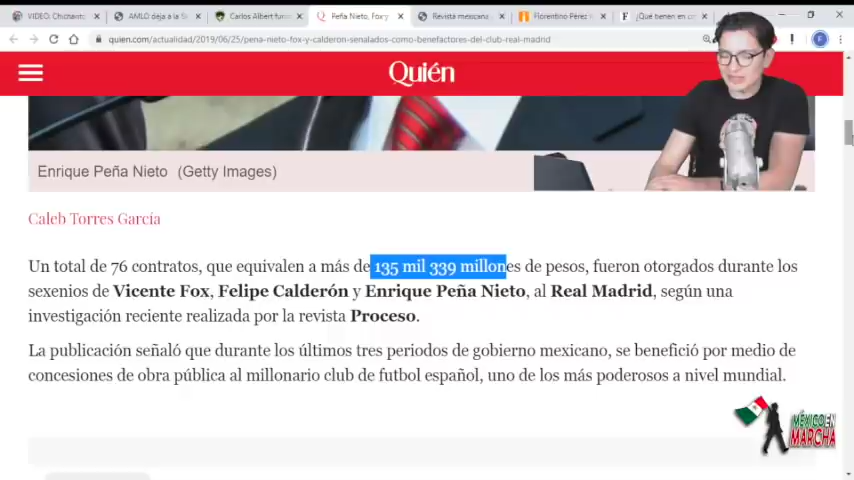 VIDEO: Chicharito
AMLO deja a la S
Carlos Albert furio
Peña Nieto, Fox y
Revista mexicana
Florentino Pérez
¿Qué tienen en co
quien.com/actualidad/2019/06/25/pena-nieto-fox-y-calderon-senalados-como-benefactores-del-club-real-madrid
Quién
Enrique Peña Nieto (Getty Images)
Caleb Torres García
Un total de 76 contratos, que equivalen a más de 135 mil 339 millones de pesos, fueron otorgados durante los
sexenios de Vicente Fox, Felipe Calderón y Enrique Peña Nieto, al Real Madrid, según una
investigación reciente realizada por la revista Proceso.
La publicación señaló que durante los últimos tres periodos de gobierno mexicano, se benefició por medio de
concesiones de obra pública al millonario club de futbol español, uno de los más poderosos a nivel mundial.
MÉXICO EN
MARCHA